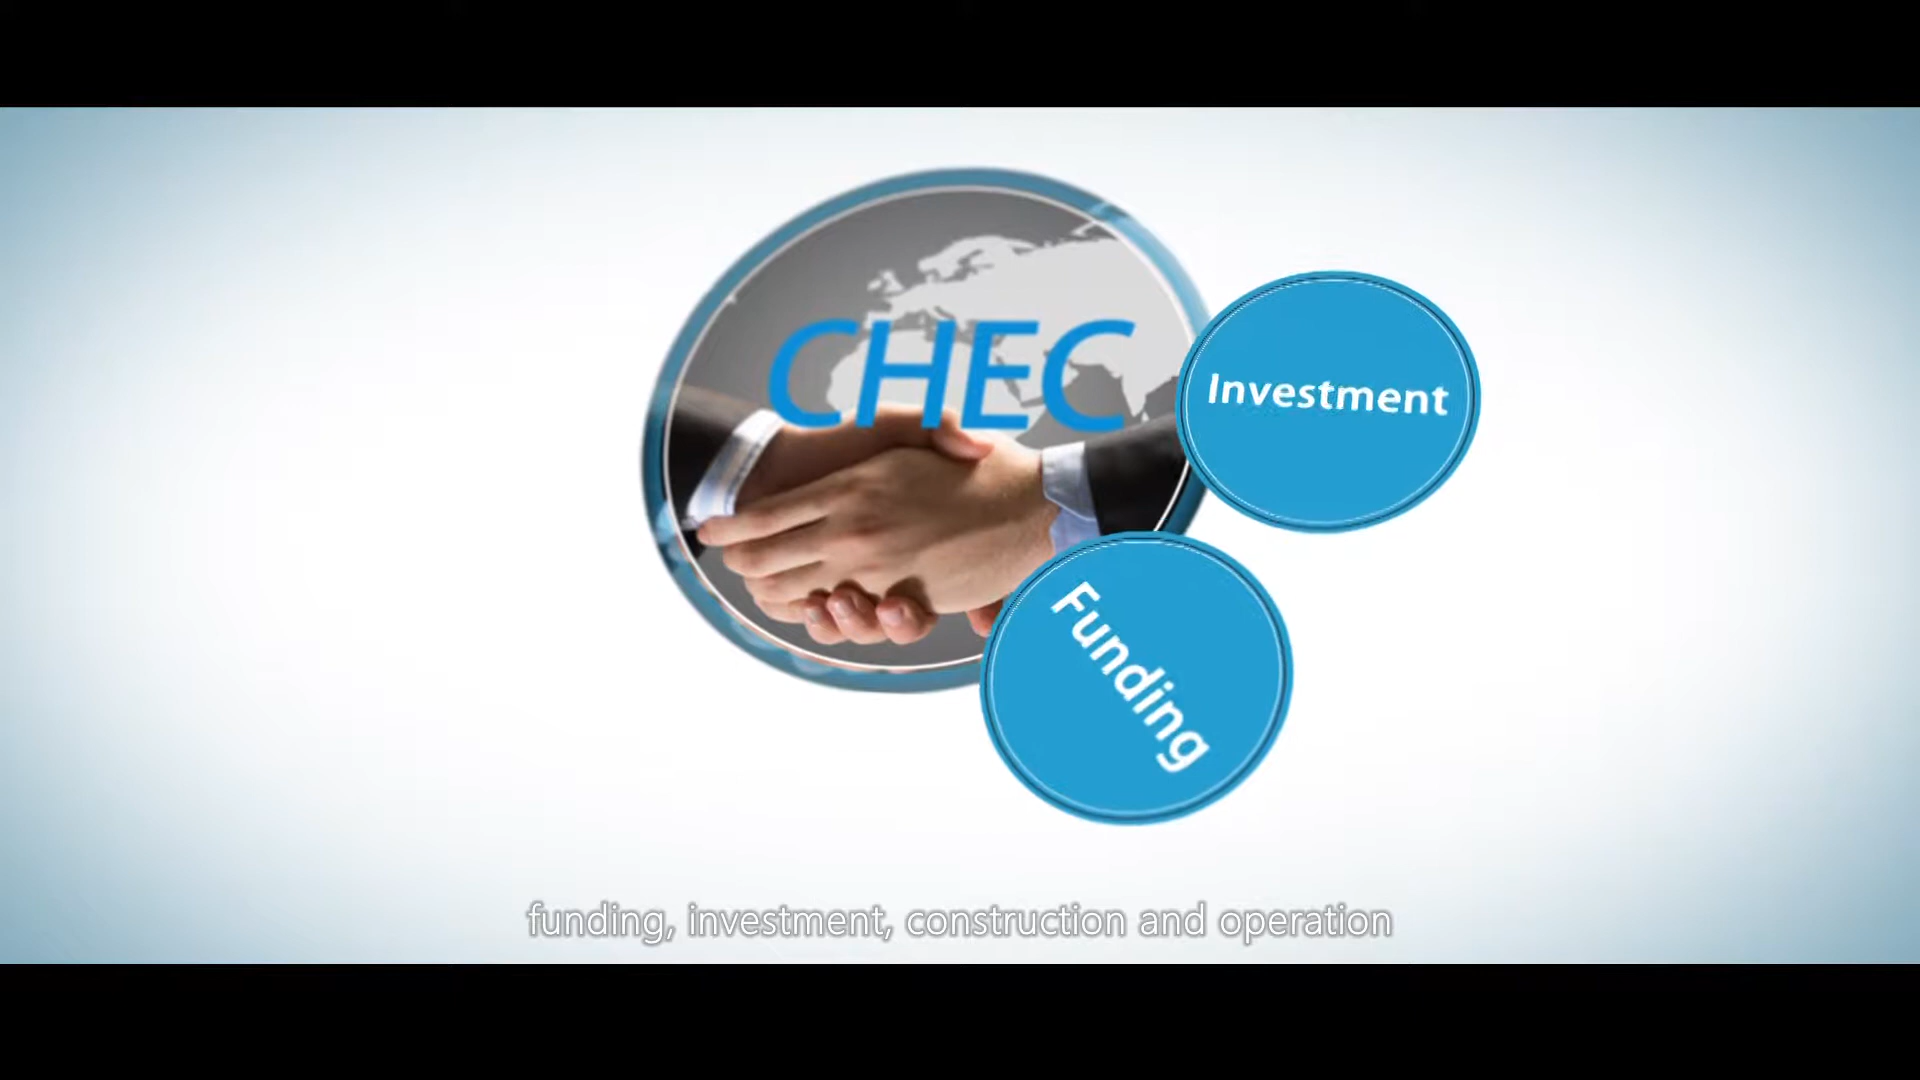 CHEC
Investment
Funding
funding, investment, construction and operation